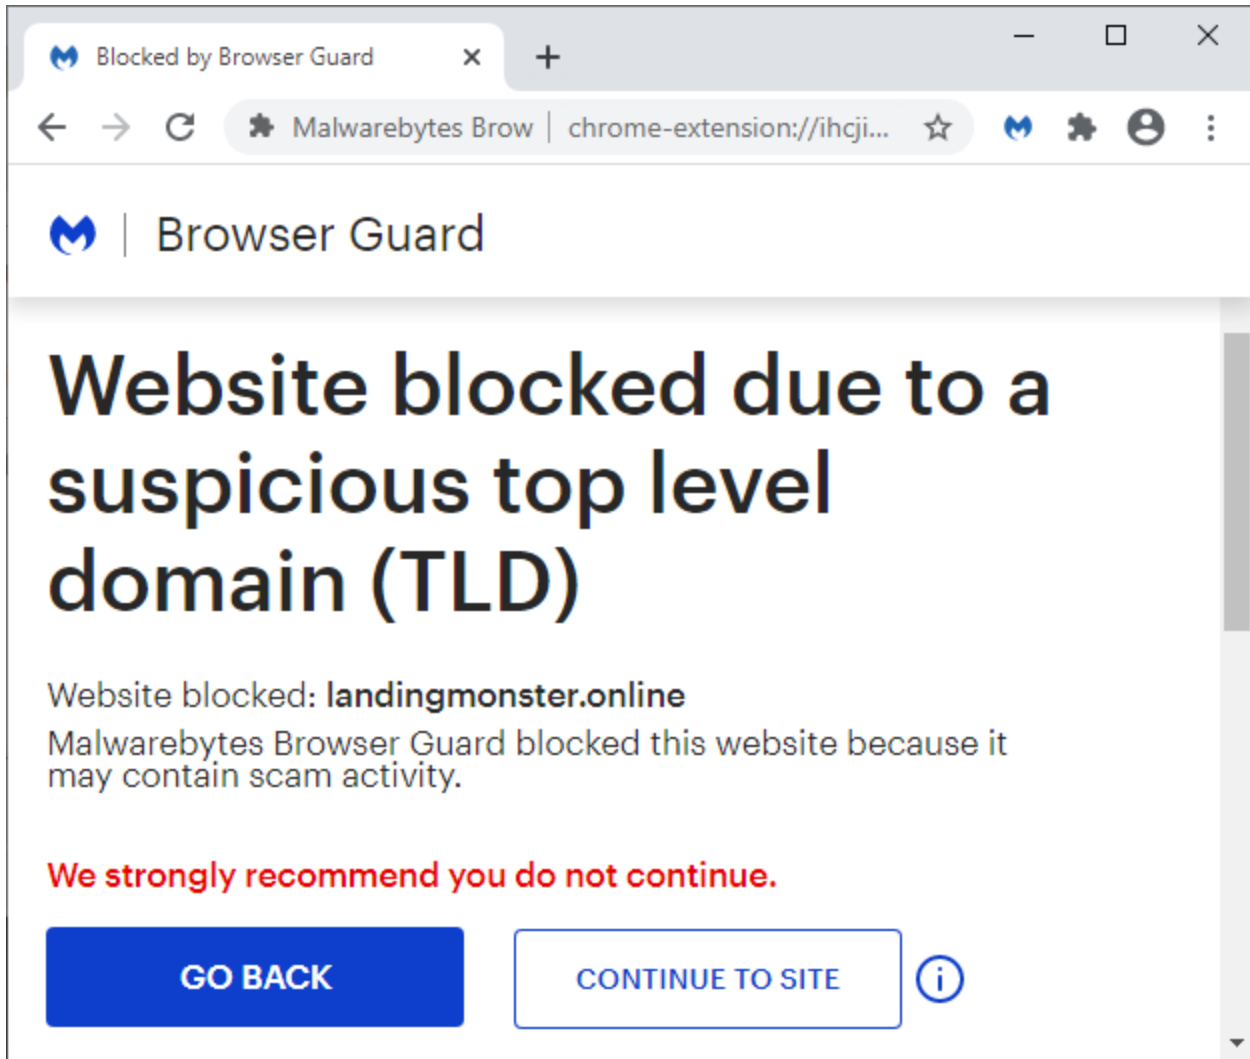 Blocked by Browser Guard
Malwarebytes Brow chrome-extension://ihcji...
Browser Guard
Website blocked due to a
suspicious top level
domain (TLD)
Website blocked: landingmonster.online
Malwarebytes Browser Guard blocked this website because it
may contain scam activity.
We strongly recommend you do not continue.
GO BACK
CONTINUE TO SITE